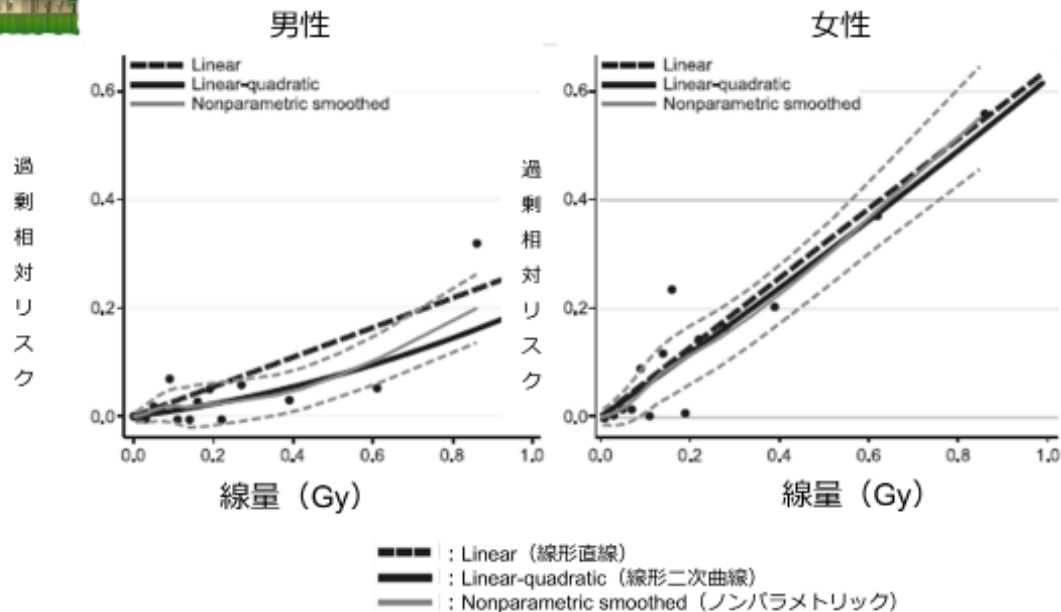 男性
Linear
Linear-quadratic
Nonparametric smoothed
過剰相対リスク
0.6
0.4
0.2
0.0
0.0 0.2 0.4 0.6 0.8 1.0
線量（Gy）
女性
Linear
Linear-quadratic
Nonparametric smoothed
過剰相対リスク
0.6
0.4
0.2
0.0
0.0 0.2 0.4 0.6 0.8 1.0
線量（Gy）
: Linear（線形直線）
: Linear-quadratic（線形二次曲線）
: Nonparametric smoothed（ノンパラメトリック）